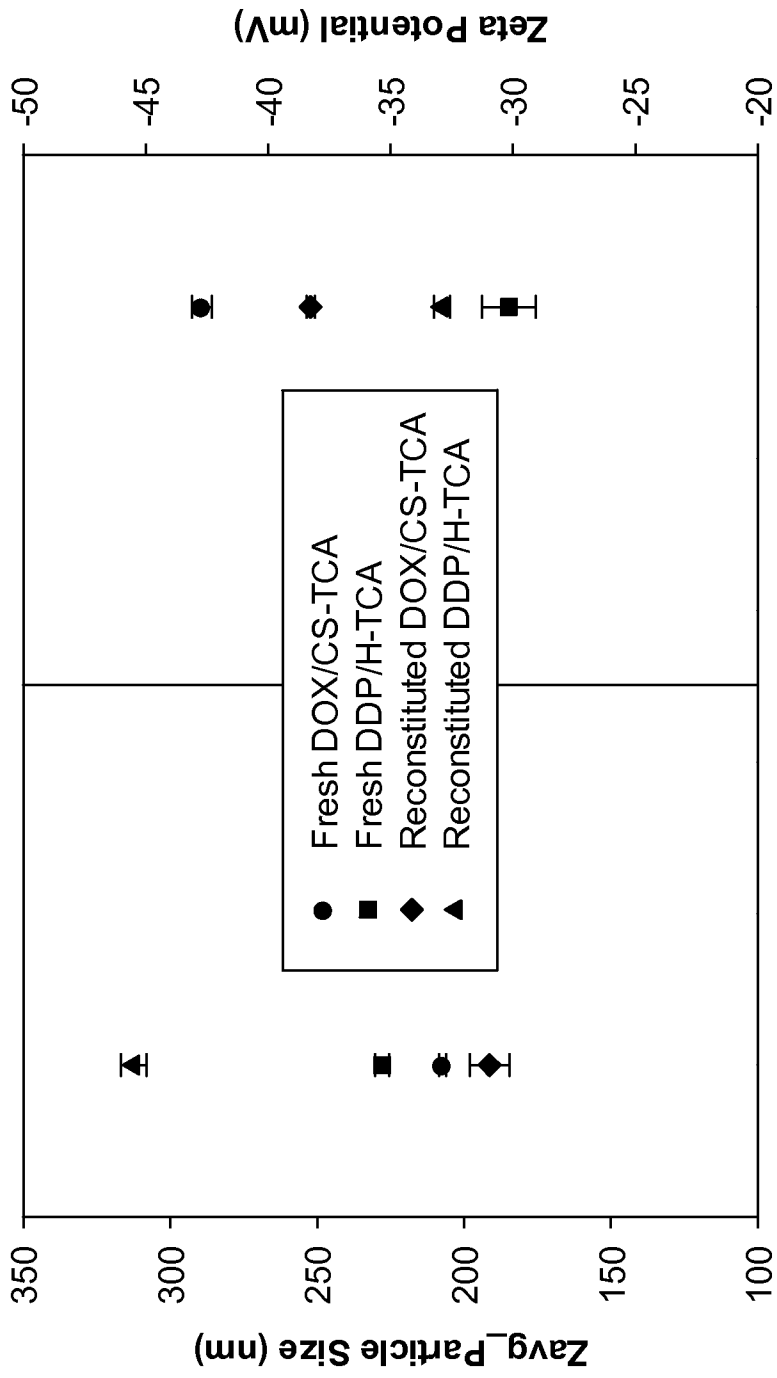 Zavg_Particle Size (nm)
350
300
250
200
150
100
Fresh DOX/CS-TCA
Fresh DDP/H-TCA
Reconstituted DOX/CS-TCA
Reconstituted DDP/H-TCA
-50
-45
-40
-35
-30
-25
-20
Zeta Potential (mV)